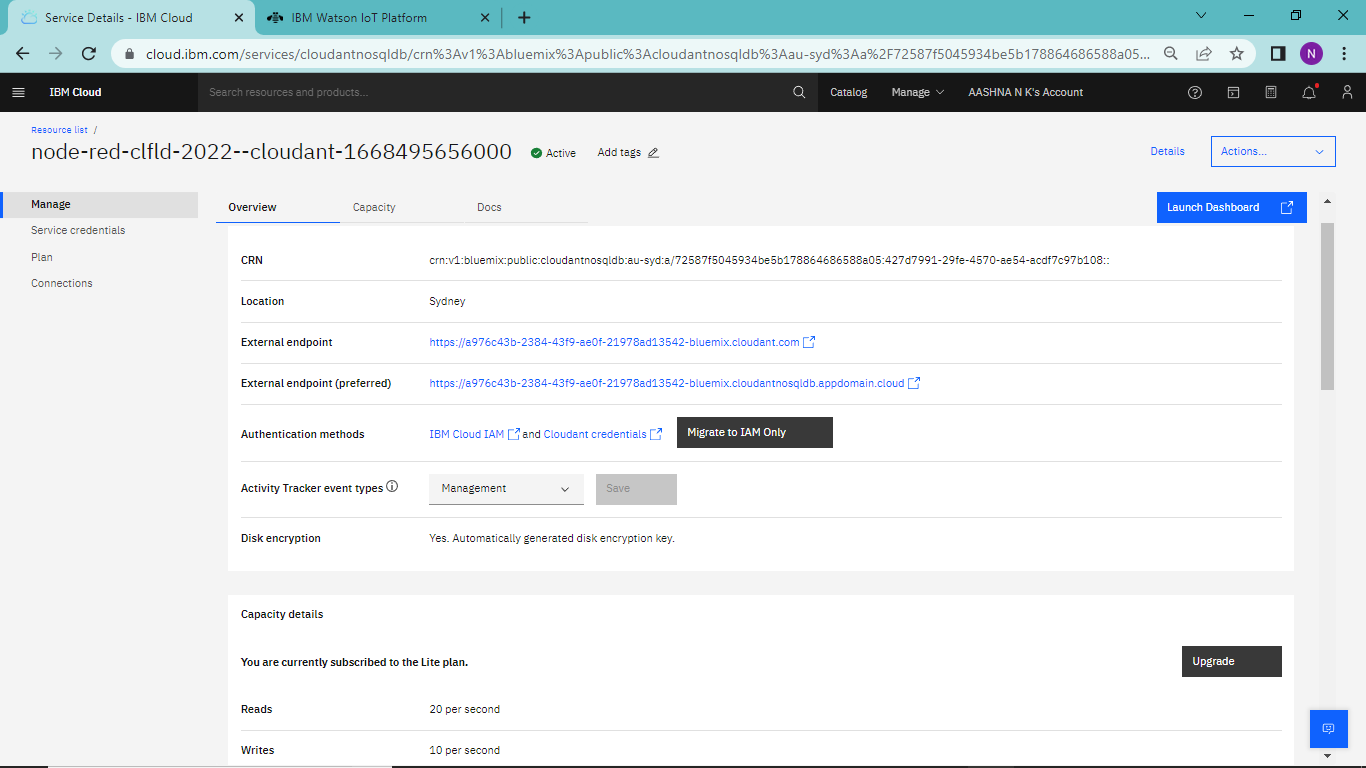 Service Details - IBM Cloud
IBM Watson IoT Platform
cloud.ibm.com/services/cloudantnosqldb/crn%3Av1%3Abluemix%3Apublic%3Acloudantnosqldb%3Aau-syd%3Aa%2F72587f5045934be5b178864686588a05...
N
IBM Cloud
Search resources and products...
Catalog
Manage
AASHNA N K's Account
Resource list /
node-red-clfld-2022--cloudant-1668495656000
Active
Add tags
Details
Actions...
Manage
Service credentials
Plan
Connections
Overview
Capacity
Docs
Launch Dashboard
CRN crn:v1:bluemix:public:cloudantnosqldb:au-syd:a/72587f5045934be5b178864686588a05:427d7991-29fe-4570-ae54-acdf7c97b108::
Location Sydney
External endpoint https://a976c43b-2384-43f9-ae0f-21978ad13542-bluemix.cloudant.com
External endpoint (preferred) https://a976c43b-2384-43f9-ae0f-21978ad13542-bluemix.cloudantnosqldb.appdomain.cloud
Authentication methods IBM Cloud IAM and Cloudant credentials Migrate to IAM Only
Activity Tracker event types Management Save
Disk encryption Yes. Automatically generated disk encryption key.
Capacity details
You are currently subscribed to the Lite plan. Upgrade
Reads 20 per second
Writes 10 per second